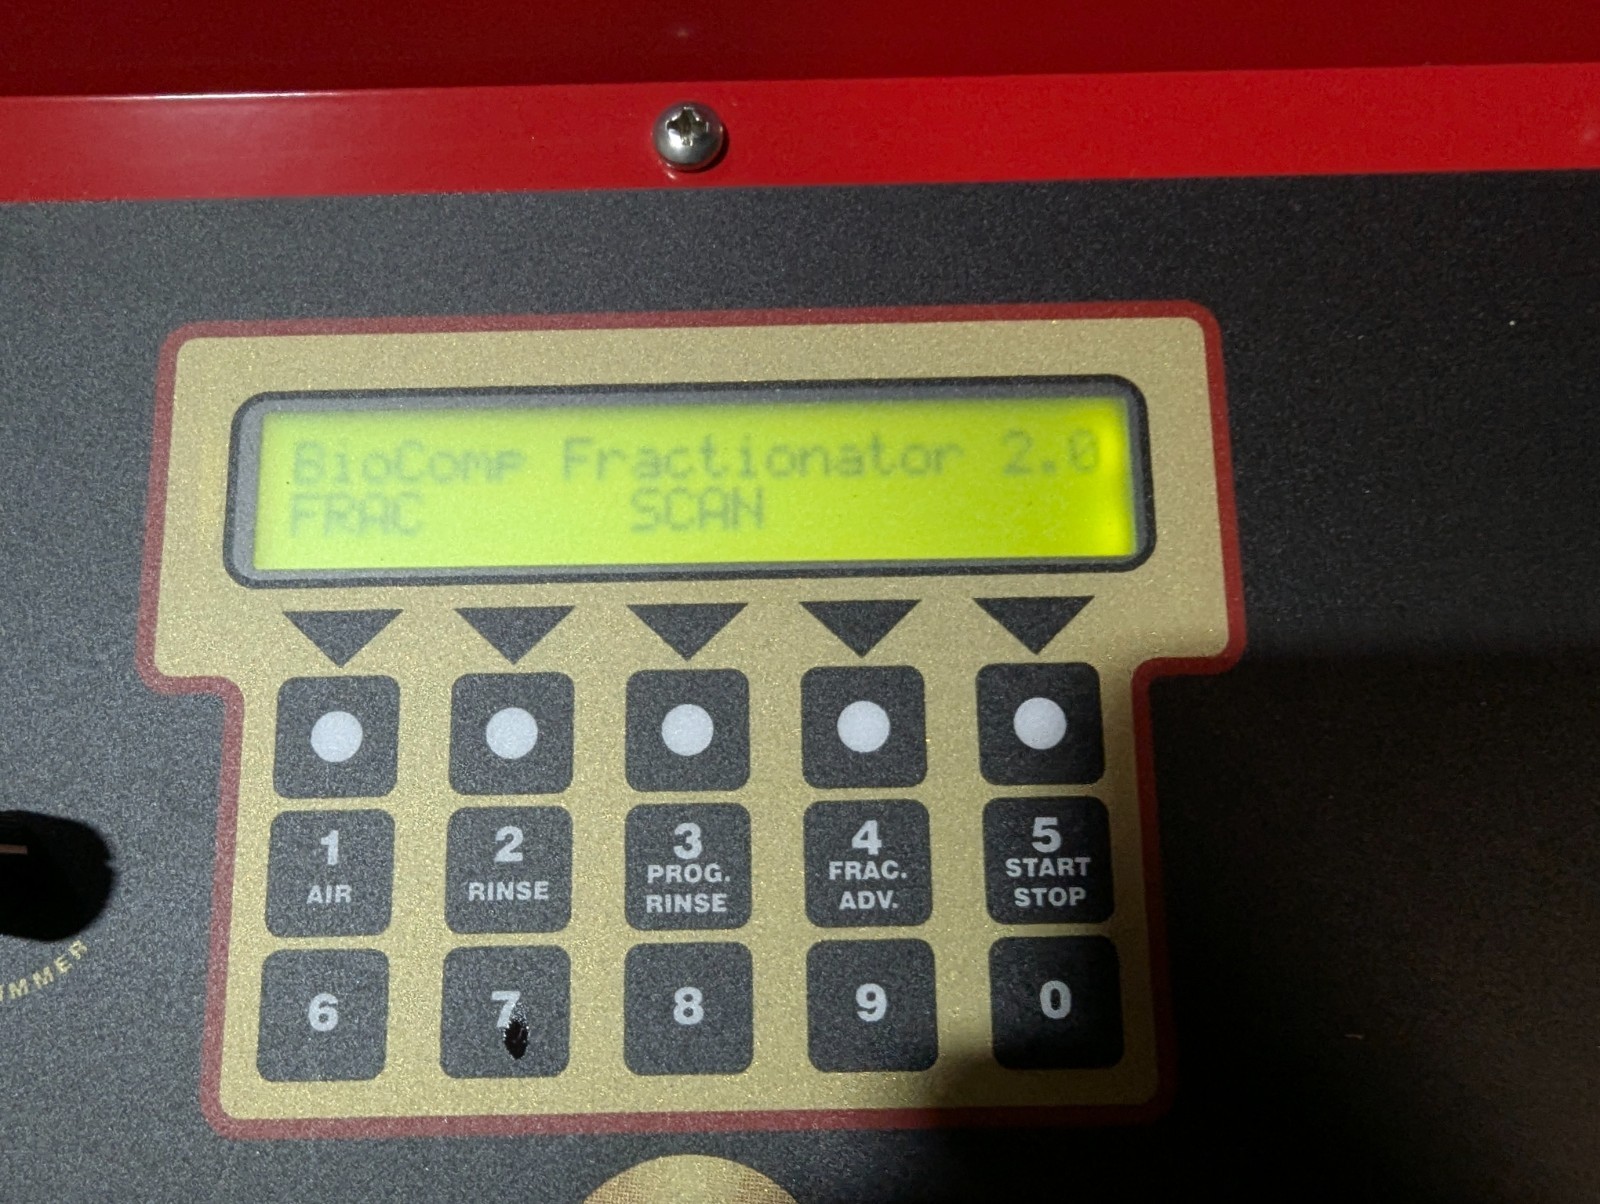 BioComp Fractionator 2.0
FRAC SCAN
1 2 3 4 5
AIR RINSE PROG. RINSE FRAC. ADV. START STOP
6 7 8 9 0